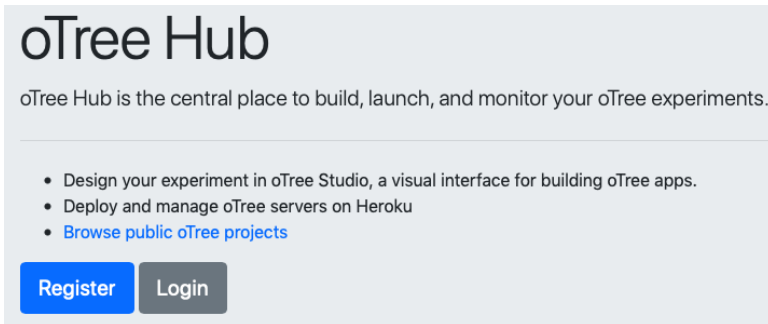 oTree Hub
oTree Hub is the central place to build, launch, and monitor your oTree experiments.
Design your experiment in oTree Studio, a visual interface for building oTree apps.
Deploy and manage oTree servers on Heroku
Browse public oTree projects
Register Login